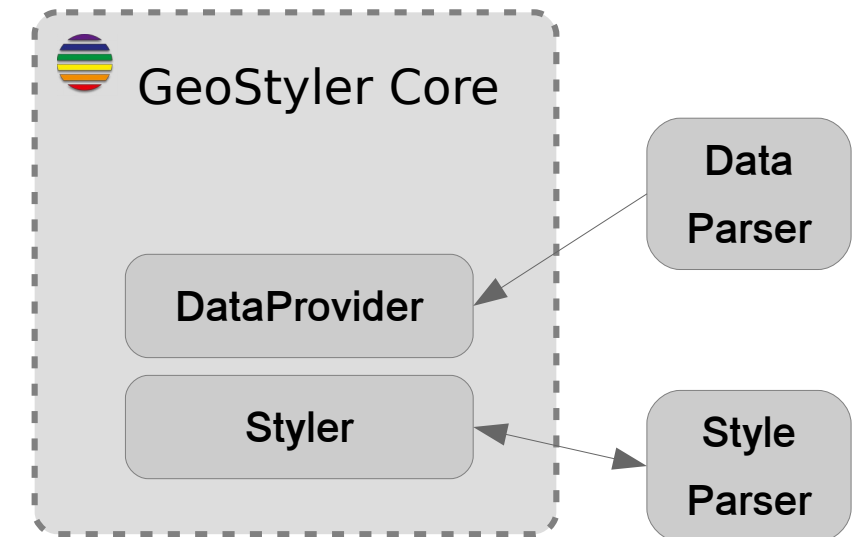 GeoStyler Core
Data
Parser
DataProvider
Styler
Style
Parser